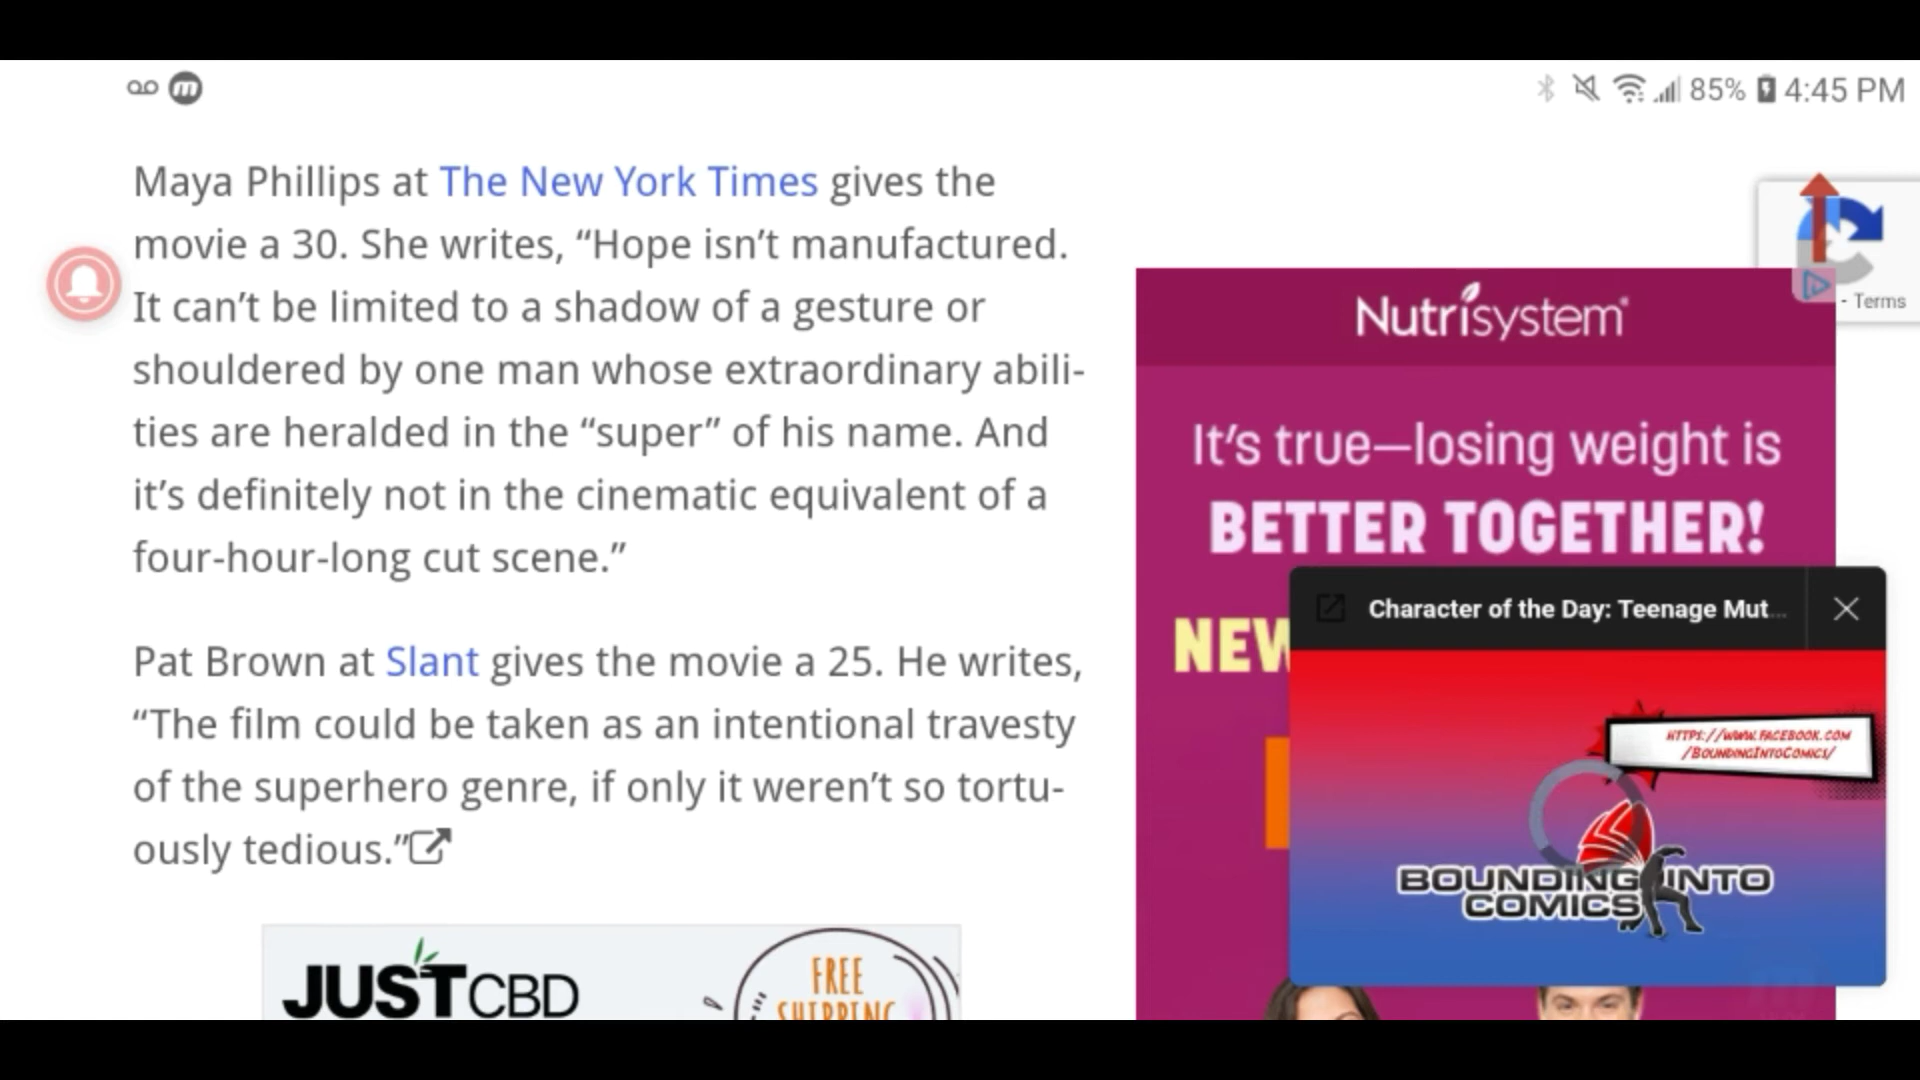 85% 4:45 PM
Maya Phillips at The New York Times gives the
movie a 30. She writes, “Hope isn’t manufactured.
It can’t be limited to a shadow of a gesture or
shouldered by one man whose extraordinary abili-
ties are heralded in the “super” of his name. And
it’s definitely not in the cinematic equivalent of a
four-hour-long cut scene.”
Pat Brown at Slant gives the movie a 25. He writes,
“The film could be taken as an intentional travesty
of the superhero genre, if only it weren’t so tortu-
ously tedious.”
JUSTCBD
FREE
SHIPPING
- Terms
Nutrisystem
It’s true—losing weight is
BETTER TOGETHER!
NEW
Character of the Day: Teenage Mut...
HTTPS://WWW.FACEBOOK.COM
/BOUNDINGINTOCOMICS/
BOUNDING INTO
COMICS